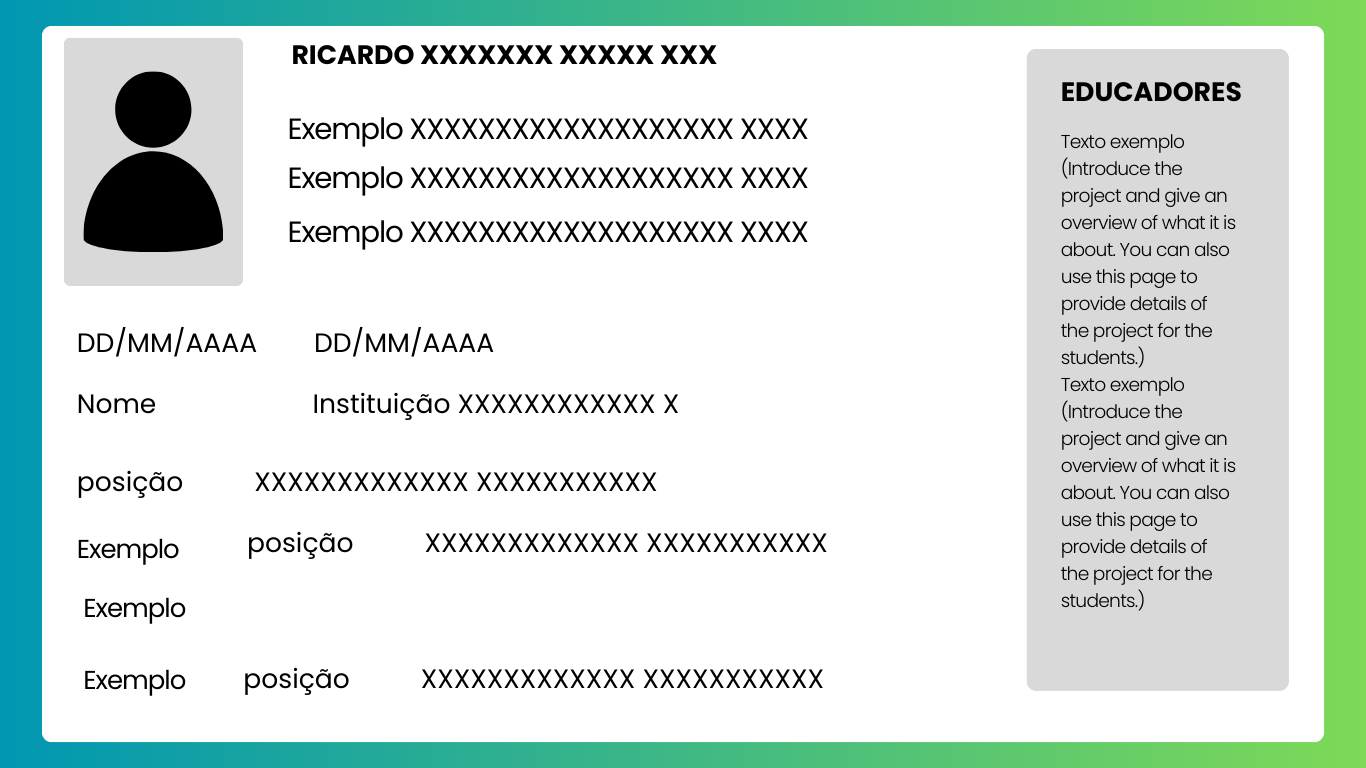 RICARDO XXXXXXX XXXXX XXX
Exemplo XXXXXXXXXXXXXXXXXXX XXXX
Exemplo XXXXXXXXXXXXXXXXXXX XXXX
Exemplo XXXXXXXXXXXXXXXXXXX XXXX
DD/MM/AAAA DD/MM/AAAA
Nome Instituição XXXXXXXXXXXX X
posição XXXXXXXXXXXXX XXXXXXXXXXX
Exemplo posição XXXXXXXXXXXXX XXXXXXXXXXX
Exemplo
Exemplo posição XXXXXXXXXXXXX XXXXXXXXXXX
EDUCADORES
Texto exemplo
(Introduce the
project and give an
overview of what it is
about. You can also
use this page to
provide details of
the project for the
students.)
Texto exemplo
(Introduce the
project and give an
overview of what it is
about. You can also
use this page to
provide details of
the project for the
students.)